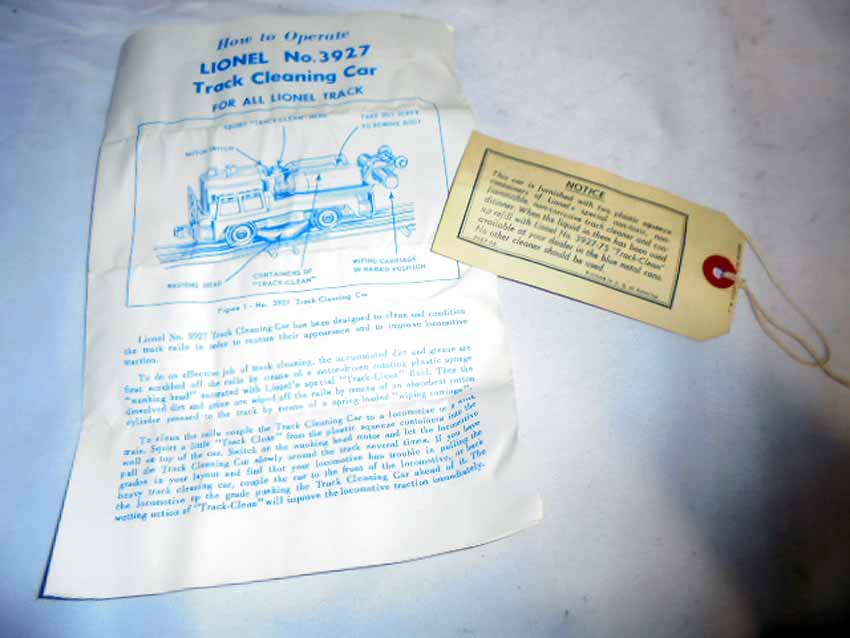 How to Operate
LIONEL No. 3927
Track Cleaning Car
FOR ALL LIONEL TRACK
SQUIRT "TRACK-CLEAN" HERE
TAKE OUT SCREW
TO REMOVE BODY
MOTOR SWITCH
WASHING HEAD
CONTAINERS OF
"TRACK-CLEAN"
WIPING CARRIAGE
IN RAISED POSITION
Figure 1 - No. 3927 Track Cleaning Car
Lionel No. 3927 Track Cleaning Car has been designed to clean and condition
the track rails in order to restore their appearance and to improve locomotive
traction.
To do an effective job of track cleaning, the accumulated dirt and grease are
first scrubbed off the rails by means of a motor-driven rotating plastic sponge
"washing head" saturated with Lionel's special "Track-Clean" fluid. Then the
dissolved dirt and grease are wiped off the rails by means of an absorbent cotton
cylinder pressed to the track by means of a spring-loaded "wiping carriage".
To clean the rails couple the Track Cleaning Car to a locomotive or a
train. Squirt a little "Track Clean" from the plastic squeeze containers into the
well at top of the car. Switch on the washing head motor and let the locomotive
pull the Track Cleaning Car slowly around the track several times. If you have
grades in your layout and find that your locomotive has trouble in pulling the
heavy track cleaning car, couple the car to the front of the locomotive, or back
the locomotive up the grade pushing the Track Cleaning Car ahead of it. The
wetting action of "Track-Clean" will improve the locomotive traction immediately.
NOTICE
This car is furnished with two plastic squeeze
containers of Lionel's special non-toxic, non-
flammable, non-corrosive track cleaner and con-
ditioner. When the liquid in them has been used
up refill with Lionel No. 3927-75 "Track-Clean"
available at your dealer in the blue metal cans.
No other cleaner should be used.
Printed in U. S. of America